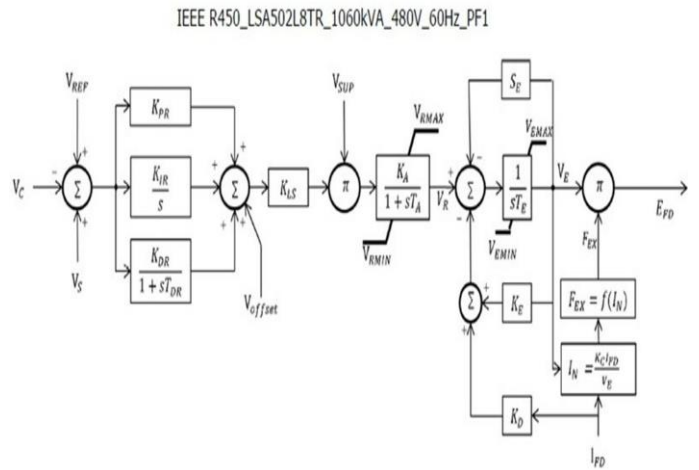 IEEE R450_LSA502L8TR_1060kVA_480V_60Hz_PF1
V_REF
K_PR
V_SUP
V_RMAX
S_E
V_EMAX
V_C
Σ
K_IR
s
Σ
K_LS
π
K_A
1 + sT_A
V_R
Σ
1
sT_E
V_E
π
E_FD
V_RMIN
V_EMIN
F_EX
V_S
K_DR
1 + sT_DR
V_offset
Σ
K_E
F_EX = f(I_N)
I_N = K_C I_FD
V_E
K_D
I_FD